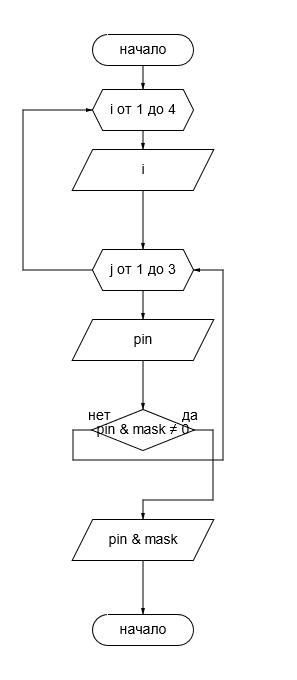 начало
i от 1 до 4
i
j от 1 до 3
pin
нет да
pin & mask ≠ 0
pin & mask
начало